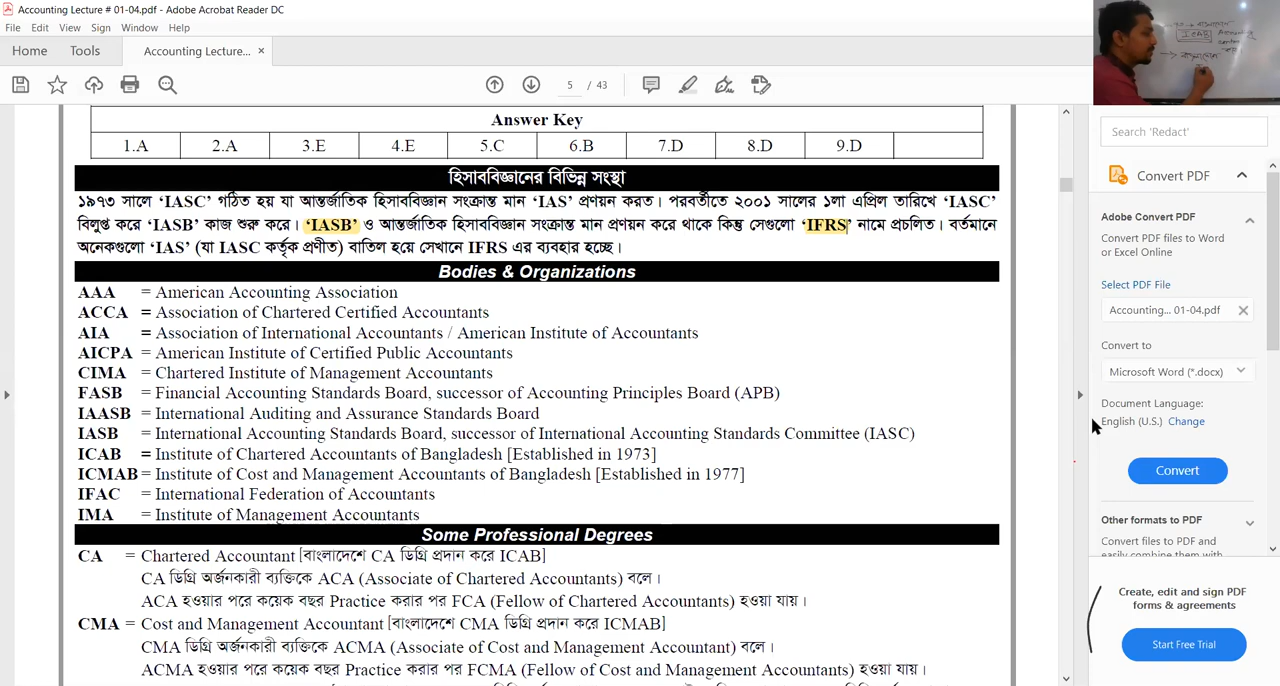 Accounting Lecture # 01-04.pdf - Adobe Acrobat Reader DC
File Edit View Sign Window Help
Home Tools Accounting Lecture... ×
5 / 43
Answer Key
1.A 2.A 3.E 4.E 5.C 6.B 7.D 8.D 9.D
হিসাববিজ্ঞানের বিভিন্ন সংস্থা
১৯৭৩ সালে ‘IASC’ গঠিত হয় যা আন্তর্জাতিক হিসাববিজ্ঞান সংক্রান্ত মান ‘IAS’ প্রণয়ন করত। পরবর্তীতে ২০০১ সালের ১লা এপ্রিল তারিখে ‘IASC’
বিলুপ্ত করে ‘IASB’ কাজ শুরু করে। ‘IASB’ ও আন্তর্জাতিক হিসাববিজ্ঞান সংক্রান্ত মান প্রণয়ন করে থাকে কিন্তু সেগুলো ‘IFRS’ নামে প্রচলিত। বর্তমানে
অনেকগুলো ‘IAS’ (যা IASC কর্তৃক প্রণীত) বাতিল হয়ে সেখানে IFRS এর ব্যবহার হচ্ছে।
Bodies & Organizations
AAA = American Accounting Association
ACCA = Association of Chartered Certified Accountants
AIA = Association of International Accountants / American Institute of Accountants
AICPA = American Institute of Certified Public Accountants
CIMA = Chartered Institute of Management Accountants
FASB = Financial Accounting Standards Board, successor of Accounting Principles Board (APB)
IAASB = International Auditing and Assurance Standards Board
IASB = International Accounting Standards Board, successor of International Accounting Standards Committee (IASC)
ICAB = Institute of Chartered Accountants of Bangladesh [Established in 1973]
ICMAB = Institute of Cost and Management Accountants of Bangladesh [Established in 1977]
IFAC = International Federation of Accountants
IMA = Institute of Management Accountants
Some Professional Degrees
CA = Chartered Accountant [বাংলাদেশে CA ডিগ্রি প্রদান করে ICAB]
CA ডিগ্রি অর্জনকারী ব্যক্তিকে ACA (Associate of Chartered Accountants) বলে।
ACA হওয়ার পরে কয়েক বছর Practice করার পর FCA (Fellow of Chartered Accountants) হওয়া যায়।
CMA = Cost and Management Accountant [বাংলাদেশে CMA ডিগ্রি প্রদান করে ICMAB]
CMA ডিগ্রি অর্জনকারী ব্যক্তিকে ACMA (Associate of Cost and Management Accountant) বলে।
ACMA হওয়ার পরে কয়েক বছর Practice করার পর FCMA (Fellow of Cost and Management Accountants) হওয়া যায়।
ICAB
Search 'Redact'
Convert PDF
Adobe Convert PDF
Convert PDF files to Word
or Excel Online
Select PDF File
Accounting... 01-04.pdf ×
Convert to
Microsoft Word (*.docx)
Document Language:
English (U.S.) Change
Convert
Other formats to PDF
Convert files to PDF and
easily combine them with
Create, edit and sign PDF
forms & agreements
Start Free Trial